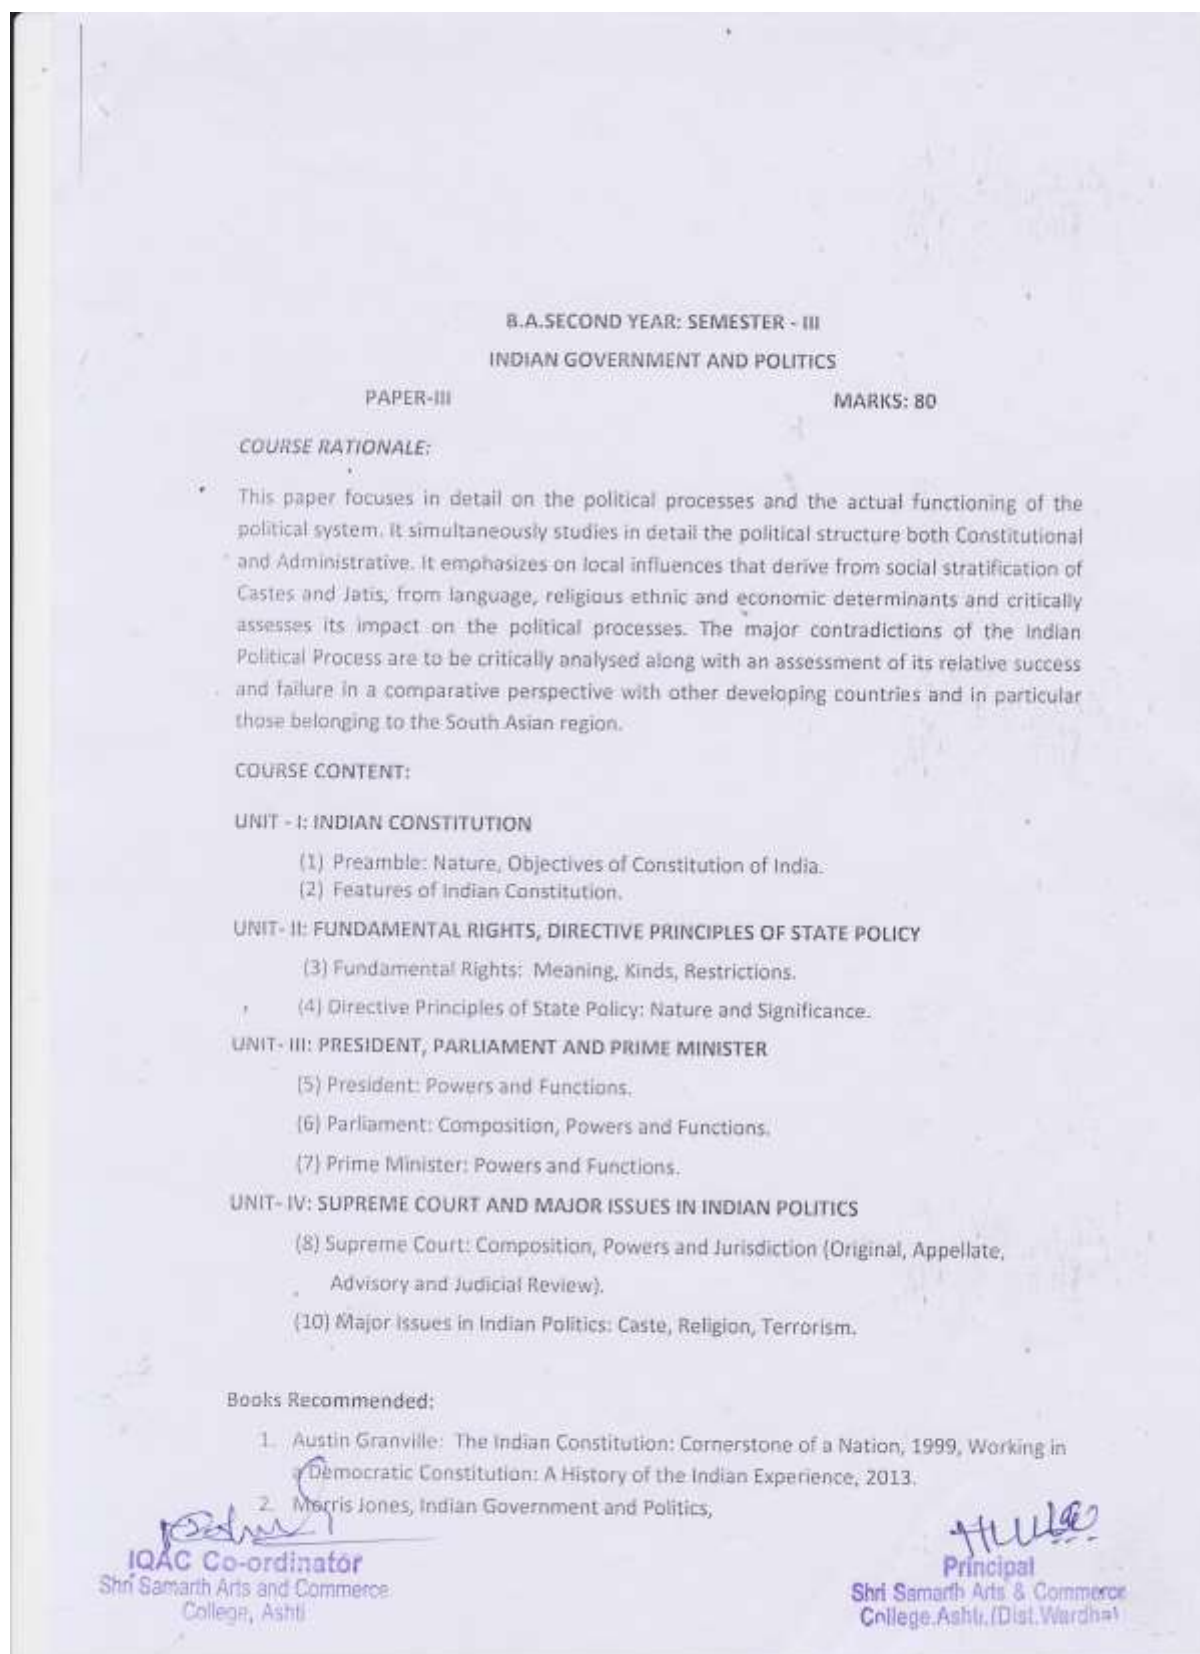 B.A.SECOND YEAR: SEMESTER - III
INDIAN GOVERNMENT AND POLITICS
PAPER-III MARKS: 80
COURSE RATIONALE:
This paper focuses in detail on the political processes and the actual functioning of the
political system. It simultaneously studies in detail the political structure both Constitutional
and Administrative. It emphasizes on local influences that derive from social stratification of
Castes and Jatis, from language, religious ethnic and economic determinants and critically
assesses its impact on the political processes. The major contradictions of the Indian
Political Process are to be critically analysed along with an assessment of its relative success
and failure in a comparative perspective with other developing countries and in particular
those belonging to the South Asian region.
COURSE CONTENT:
UNIT - I: INDIAN CONSTITUTION
(1) Preamble: Nature, Objectives of Constitution of India.
(2) Features of Indian Constitution.
UNIT- II: FUNDAMENTAL RIGHTS, DIRECTIVE PRINCIPLES OF STATE POLICY
(3) Fundamental Rights: Meaning, Kinds, Restrictions.
(4) Directive Principles of State Policy: Nature and Significance.
UNIT- III: PRESIDENT, PARLIAMENT AND PRIME MINISTER
(5) President: Powers and Functions.
(6) Parliament: Composition, Powers and Functions.
(7) Prime Minister: Powers and Functions.
UNIT- IV: SUPREME COURT AND MAJOR ISSUES IN INDIAN POLITICS
(8) Supreme Court: Composition, Powers and Jurisdiction (Original, Appellate,
Advisory and Judicial Review).
(10) Major Issues in Indian Politics: Caste, Religion, Terrorism.
Books Recommended:
1. Austin Granville: The Indian Constitution: Cornerstone of a Nation, 1999, Working in
a Democratic Constitution: A History of the Indian Experience, 2013.
2. Morris Jones, Indian Government and Politics,
IQAC Co-ordinator
Shri Samarth Arts and Commerce
College, Ashti
Principal
Shri Samarth Arts & Commerce
College.Ashti.(Dist.Wardha)